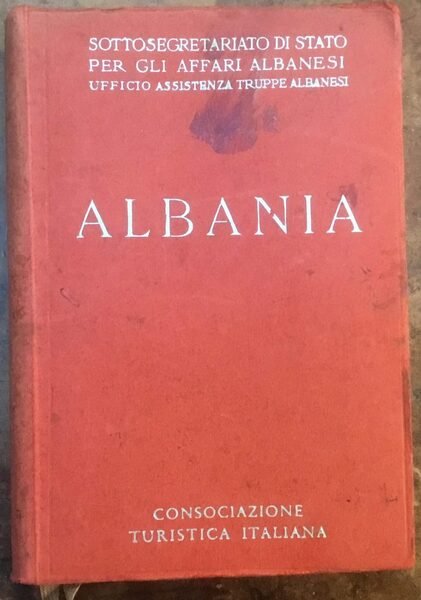 SOTTOSEGRETARIATO DI STATO
PER GLI AFFARI ALBANESI
UFFICIO ASSISTENZA TRUPPE ALBANESI
ALBANIA
CONSOCIAZIONE
TURISTICA ITALIANA